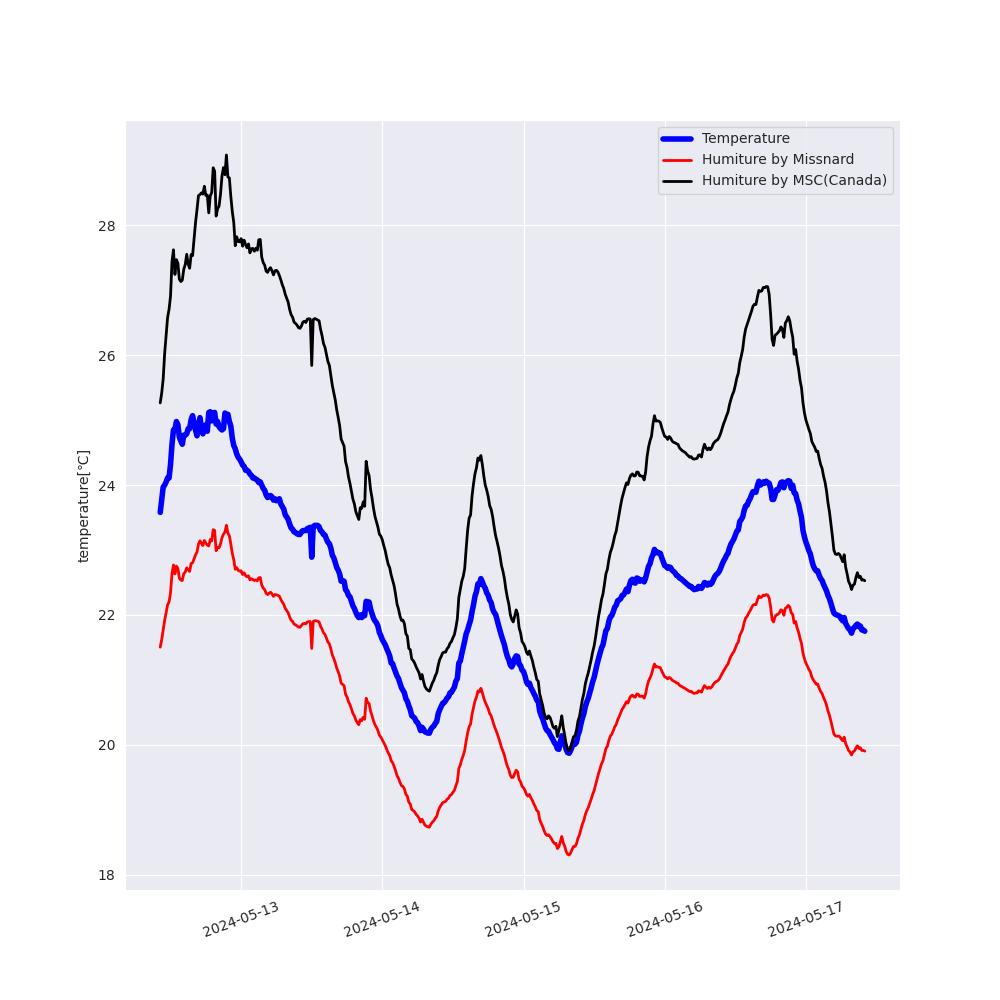 Temperature
Humiture by Missnard
Humiture by MSC(Canada)
28
26
24
22
20
18
temperature[℃]
2024-05-13
2024-05-14
2024-05-15
2024-05-16
2024-05-17